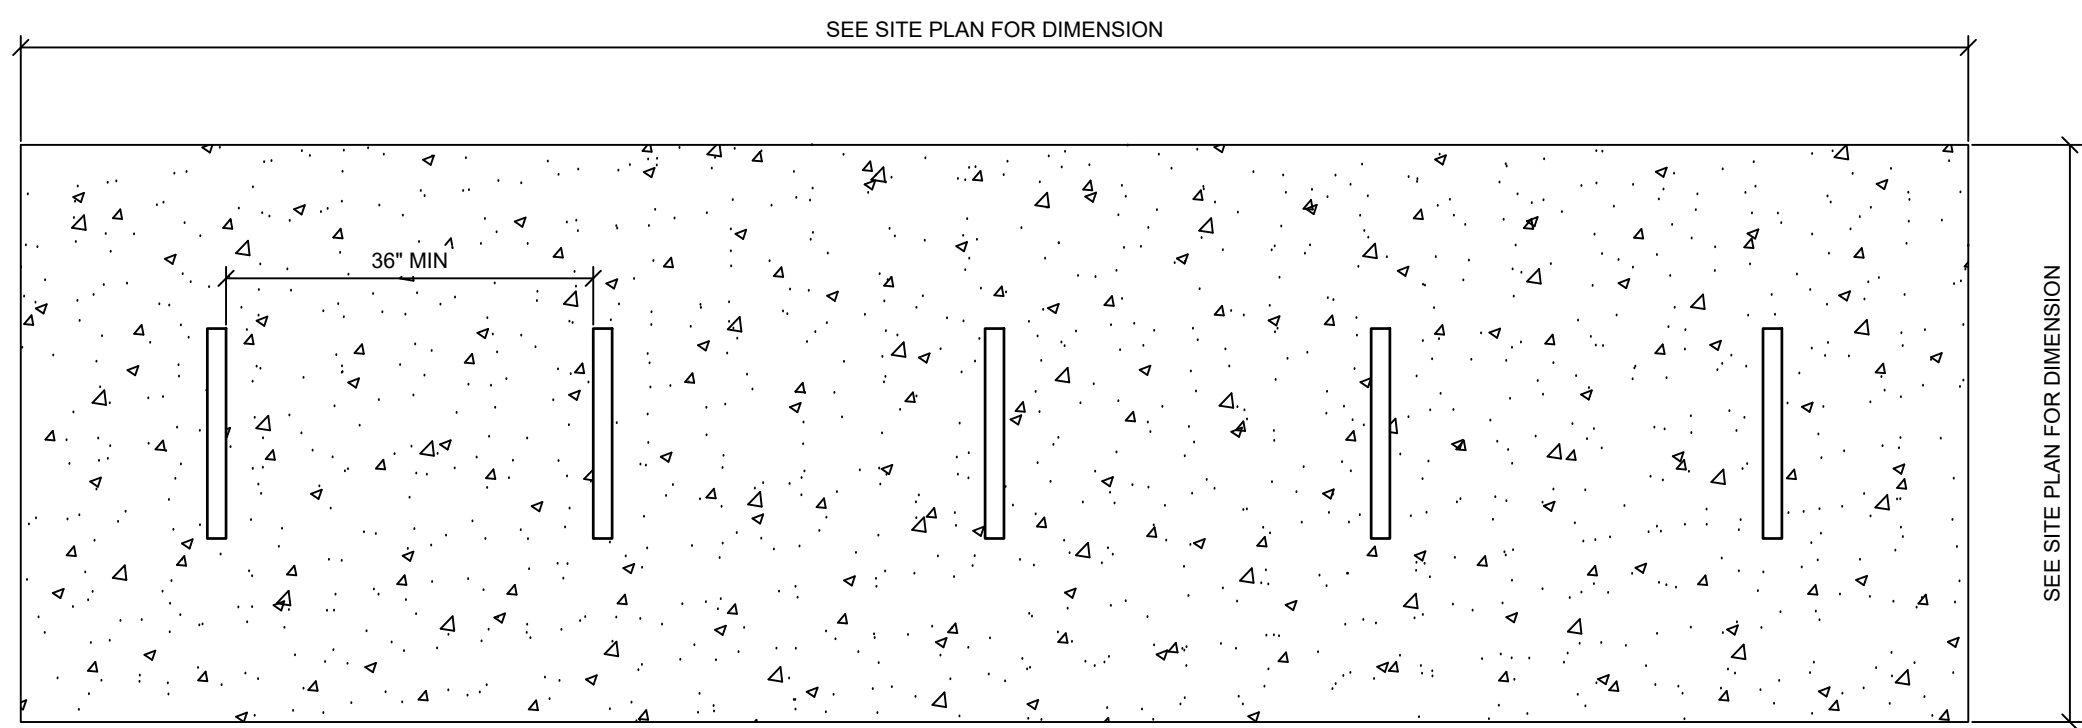 SEE SITE PLAN FOR DIMENSION
36" MIN
SEE SITE PLAN FOR DIMENSION